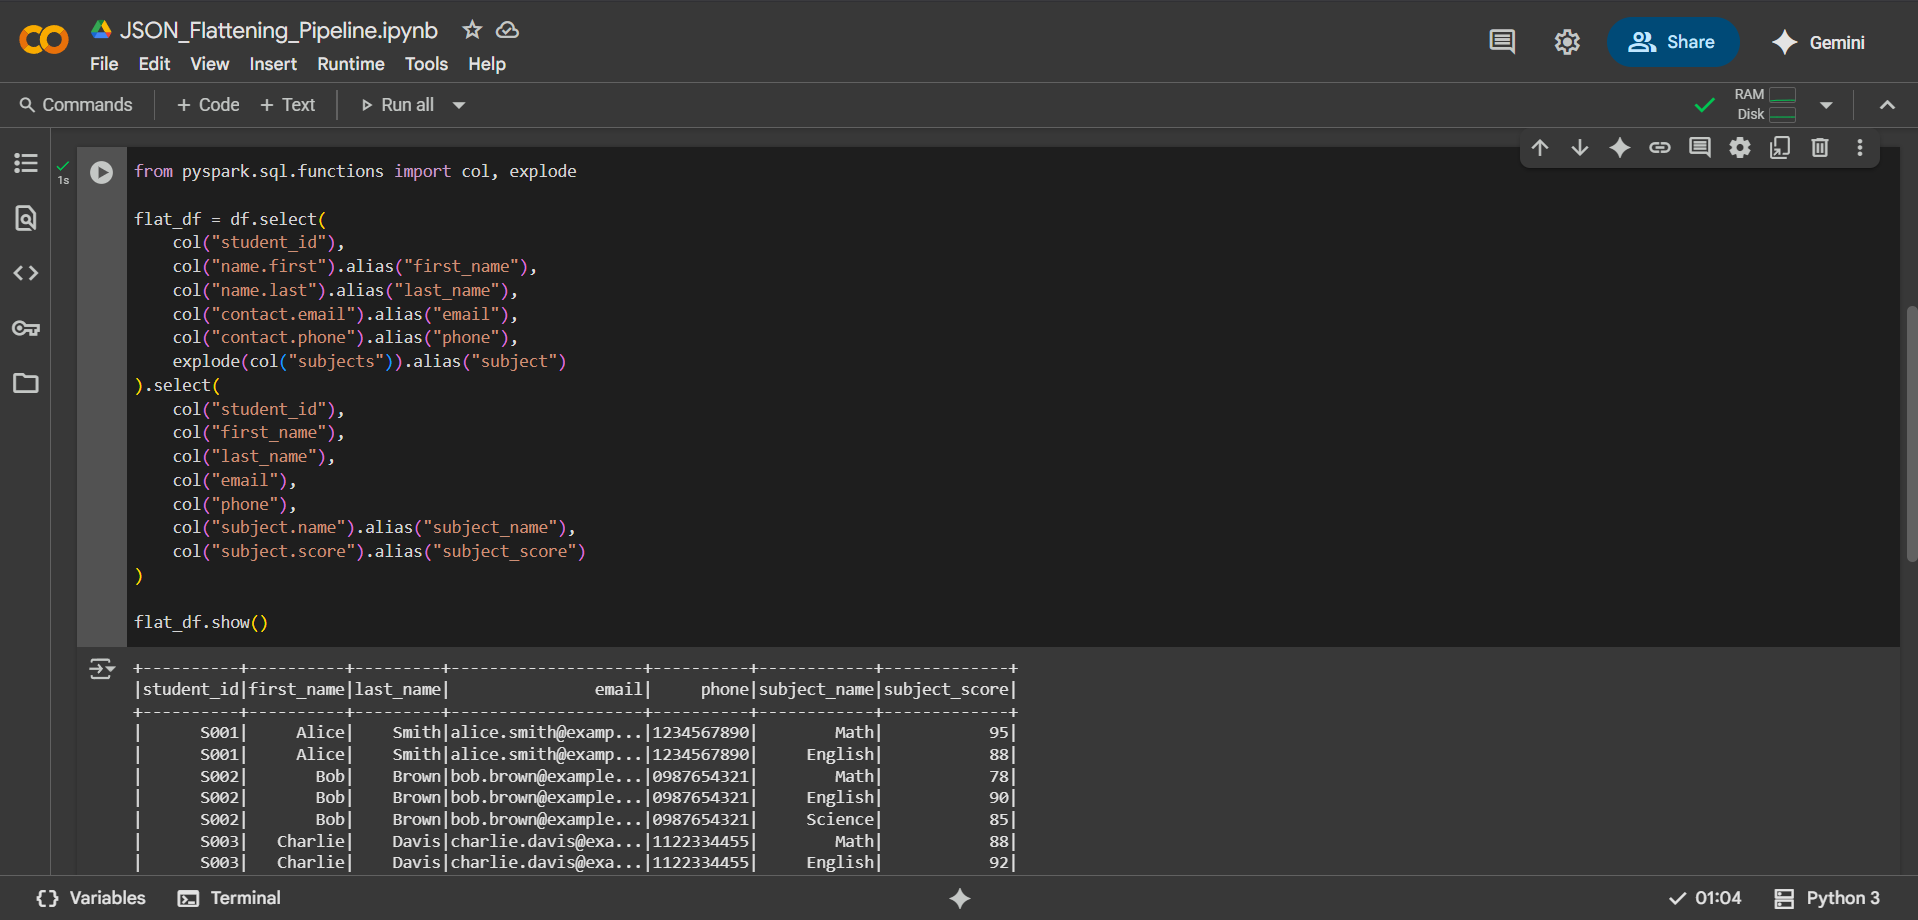 JSON_Flattening_Pipeline.ipynb
File Edit View Insert Runtime Tools Help
Share
Gemini
Commands + Code + Text Run all
RAM
Disk
1s
from pyspark.sql.functions import col, explode
flat_df = df.select(
    col("student_id"),
    col("name.first").alias("first_name"),
    col("name.last").alias("last_name"),
    col("contact.email").alias("email"),
    col("contact.phone").alias("phone"),
    explode(col("subjects")).alias("subject")
).select(
    col("student_id"),
    col("first_name"),
    col("last_name"),
    col("email"),
    col("phone"),
    col("subject.name").alias("subject_name"),
    col("subject.score").alias("subject_score")
)
flat_df.show()
+----------+----------+---------+--------------------+----------+------------+-------------+
|student_id|first_name|last_name|               email|     phone|subject_name|subject_score|
+----------+----------+---------+--------------------+----------+------------+-------------+
|      S001|     Alice|    Smith|alice.smith@examp...|1234567890|        Math|           95|
|      S001|     Alice|    Smith|alice.smith@examp...|1234567890|     English|           88|
|      S002|       Bob|    Brown|bob.brown@example...|0987654321|        Math|           78|
|      S002|       Bob|    Brown|bob.brown@example...|0987654321|     English|           90|
|      S002|       Bob|    Brown|bob.brown@example...|0987654321|     Science|           85|
|      S003|   Charlie|    Davis|charlie.davis@exa...|1122334455|        Math|           88|
|      S003|   Charlie|    Davis|charlie.davis@exa...|1122334455|     English|           92|
Variables Terminal 01:04 Python 3